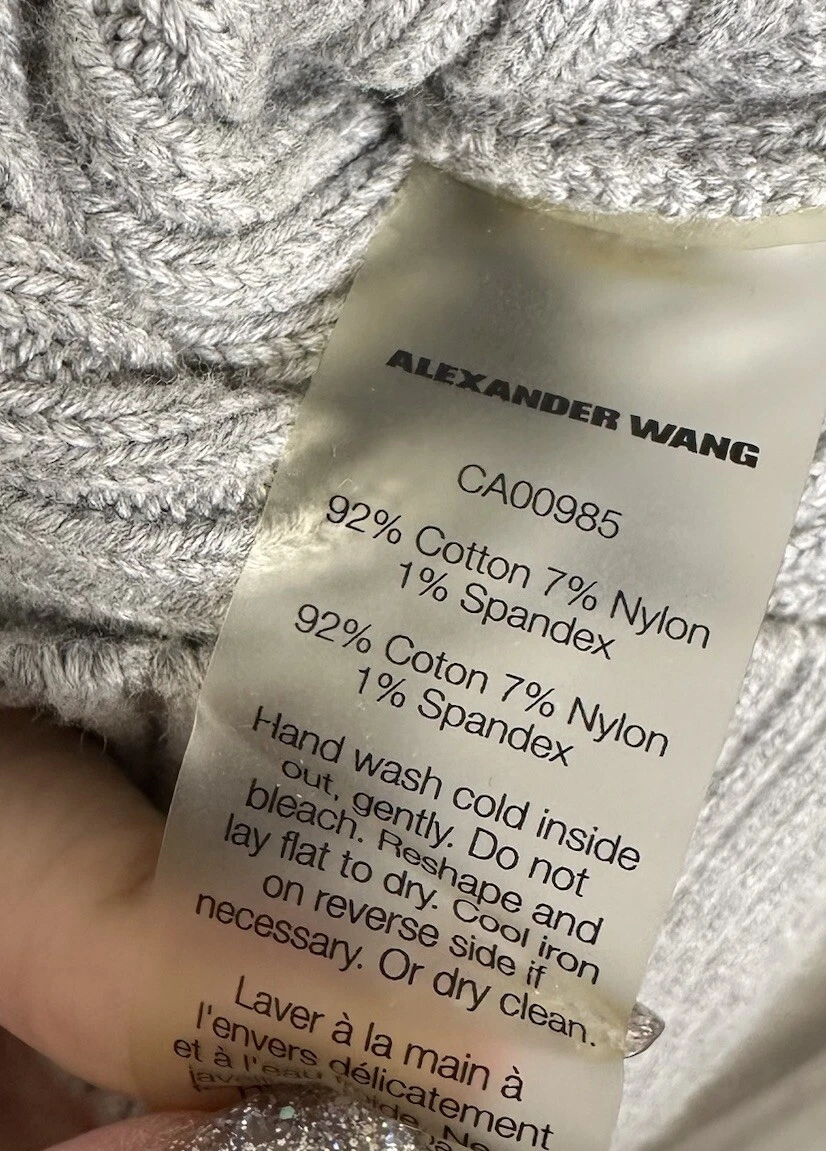 ALEXANDER WANG
CA00985
92% Cotton 7% Nylon
1% Spandex
92% Coton 7% Nylon
1% Spandex
Hand wash cold inside
out, gently. Do not
bleach. Reshape and
lay flat to dry. Cool iron
on reverse side if
necessary. Or dry clean.
Laver à la main à
l'envers délicatement
et à l'eau